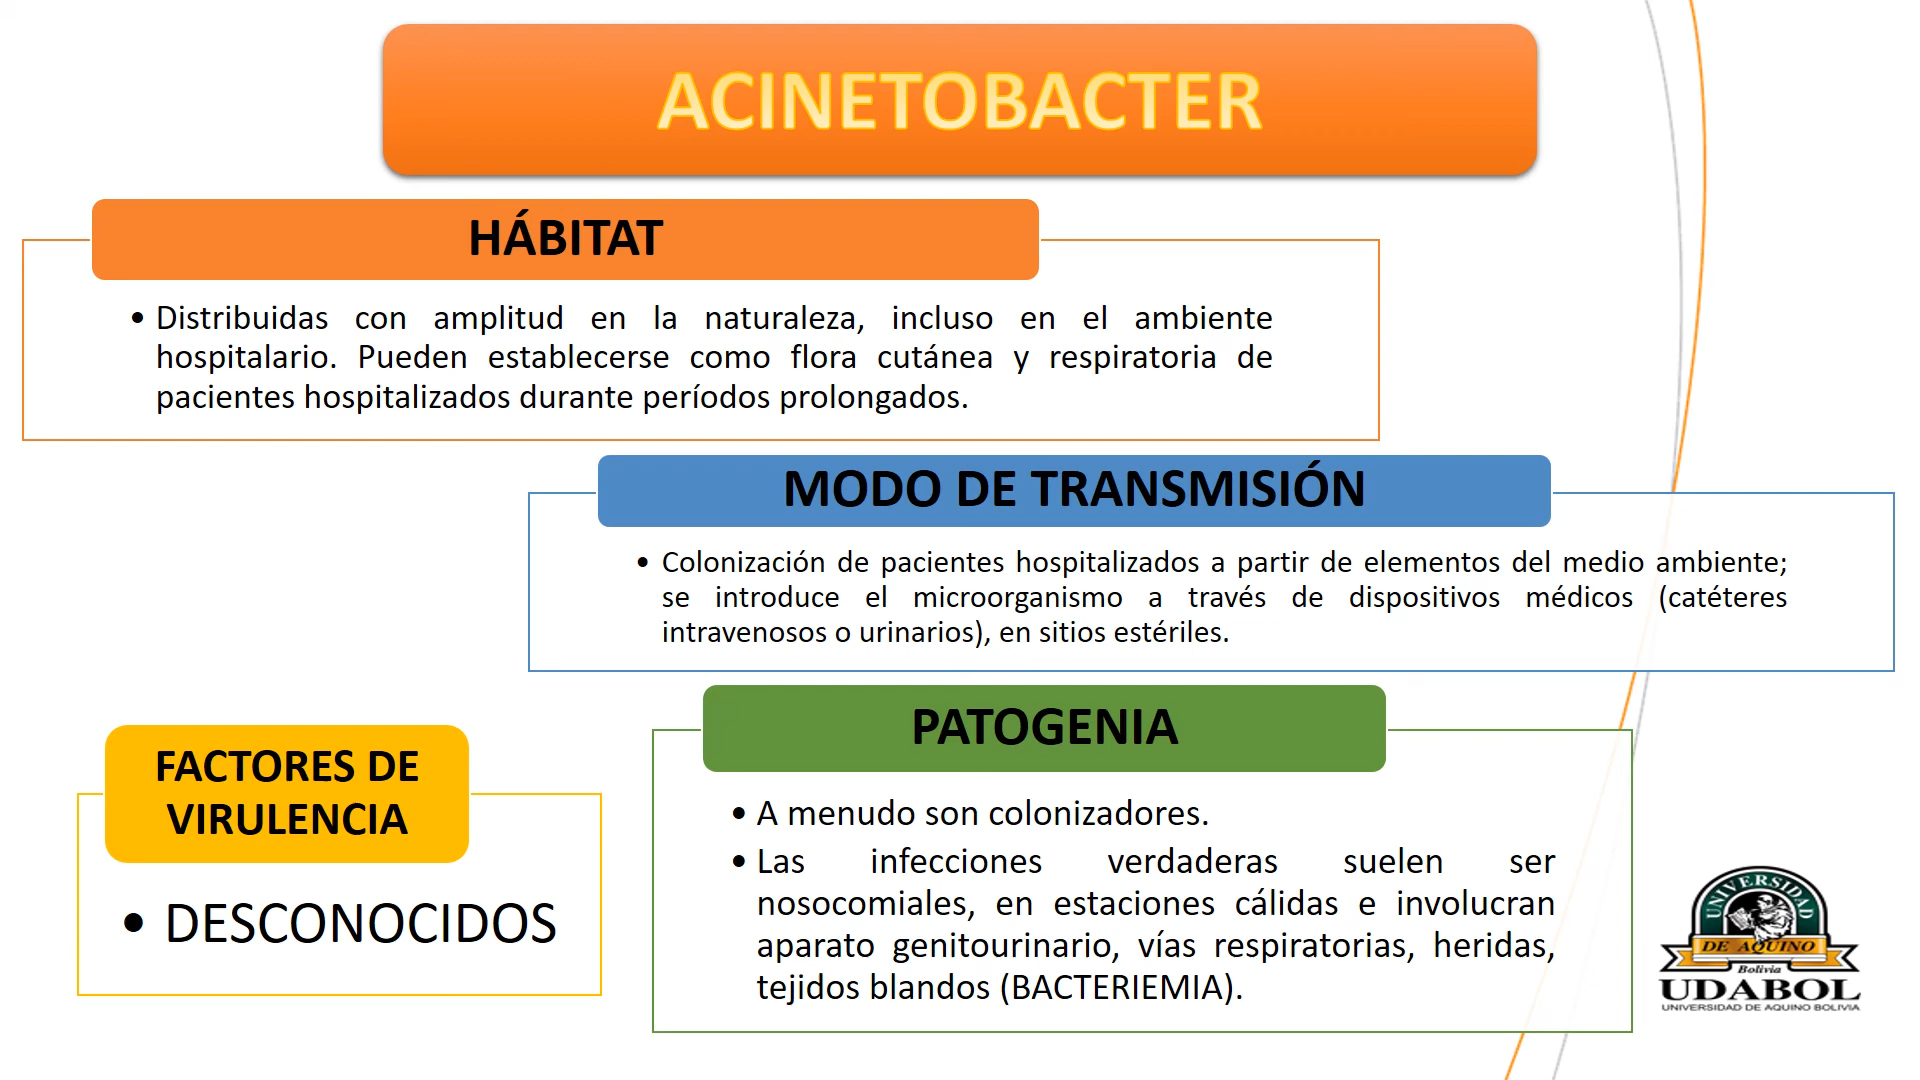 ACINETOBACTER
HÁBITAT
• Distribuidas con amplitud en la naturaleza, incluso en el ambiente
hospitalario. Pueden establecerse como flora cutánea y respiratoria de
pacientes hospitalizados durante períodos prolongados.
MODO DE TRANSMISIÓN
• Colonización de pacientes hospitalizados a partir de elementos del medio ambiente;
se introduce el microorganismo a través de dispositivos médicos (catéteres
intravenosos o urinarios), en sitios estériles.
FACTORES DE
VIRULENCIA
• DESCONOCIDOS
PATOGENIA
• A menudo son colonizadores.
• Las infecciones verdaderas suelen ser
nosocomiales, en estaciones cálidas e involucran
aparato genitourinario, vías respiratorias, heridas,
tejidos blandos (BACTERIEMIA).
UNIVERSIDAD
DE AQUINO
Bolivia
UDABOL
UNIVERSIDAD DE AQUINO BOLIVIA